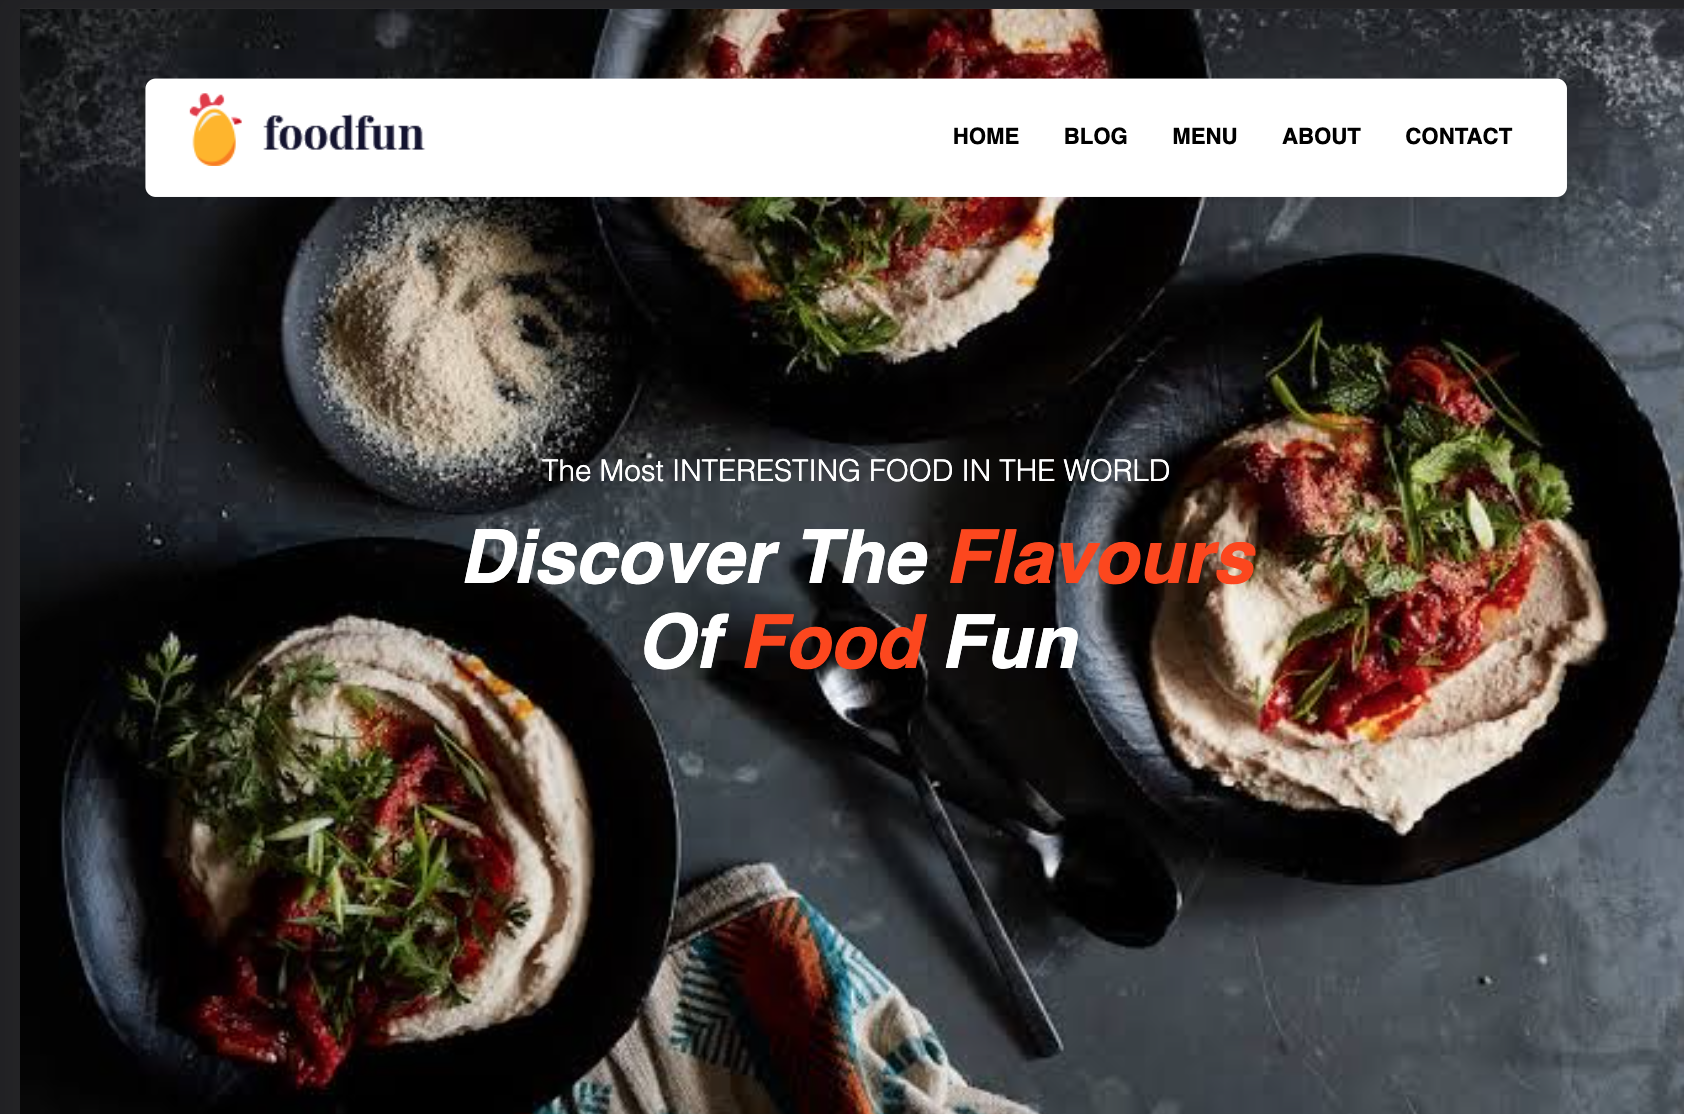 foodfun
HOME BLOG MENU ABOUT CONTACT
The Most INTERESTING FOOD IN THE WORLD
Discover The Flavours
Of Food Fun